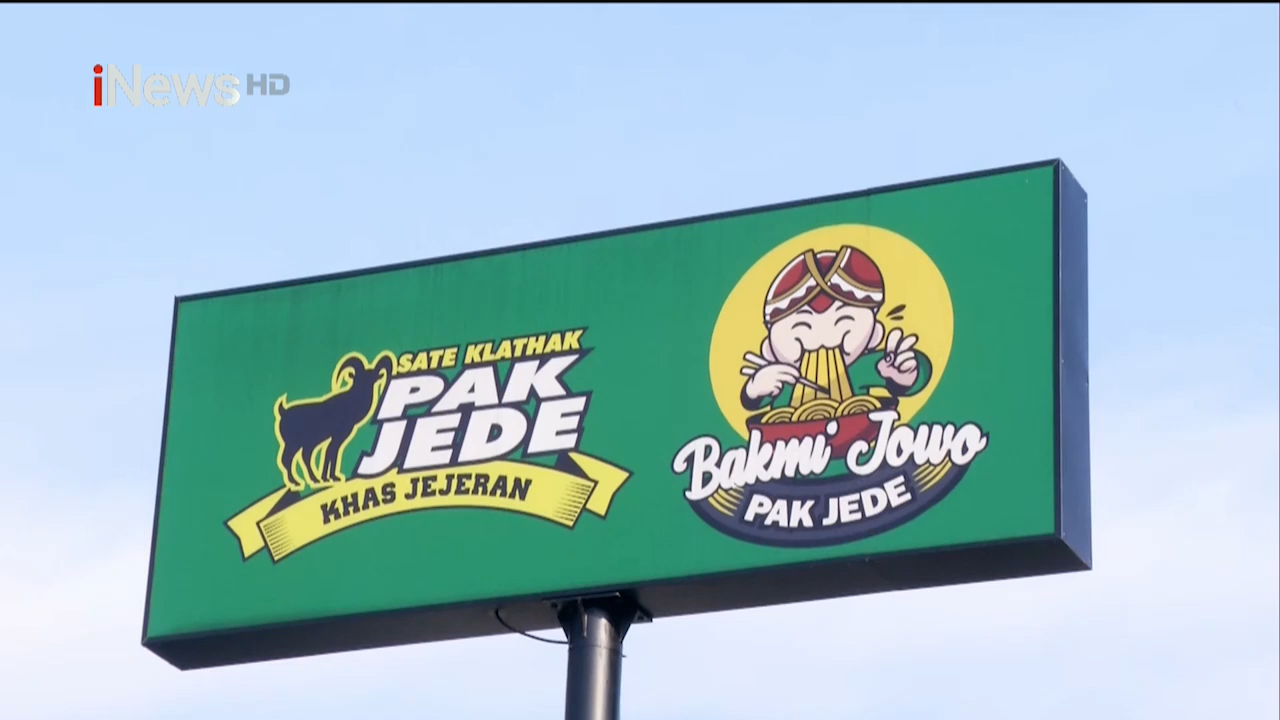 iNews HD
SATE KLATHAK
PAK
JEDE
KHAS JEJERAN
Bakmi Jowo
PAK JEDE